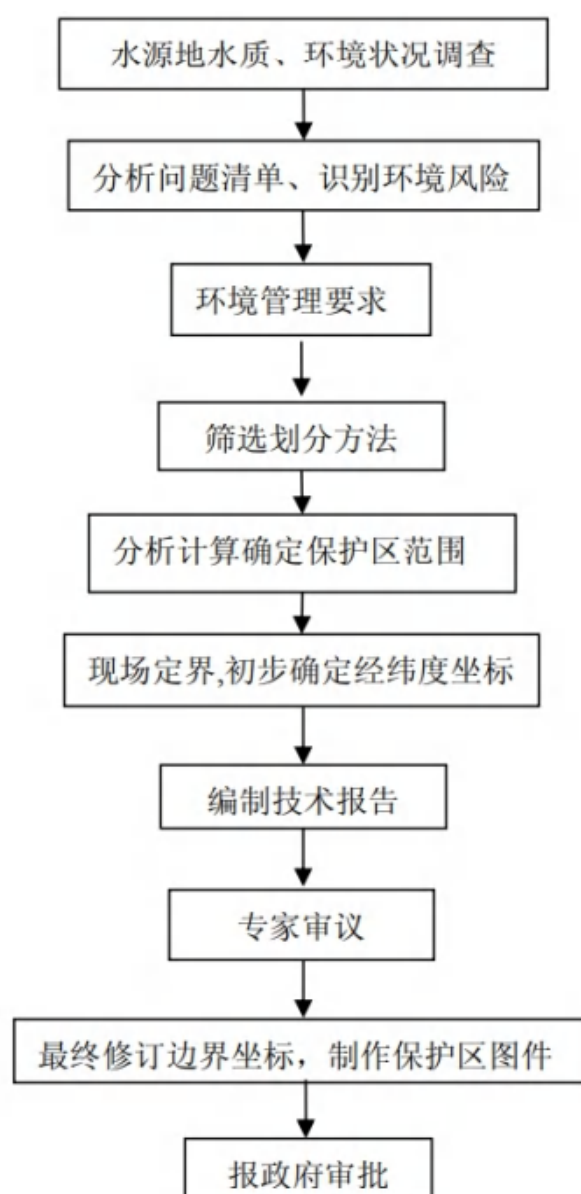 水源地水质、环境状况调查
分析问题清单、识别环境风险
环境管理要求
筛选划分方法
分析计算确定保护区范围
现场定界,初步确定经纬度坐标
编制技术报告
专家审议
最终修订边界坐标，制作保护区图件
报政府审批